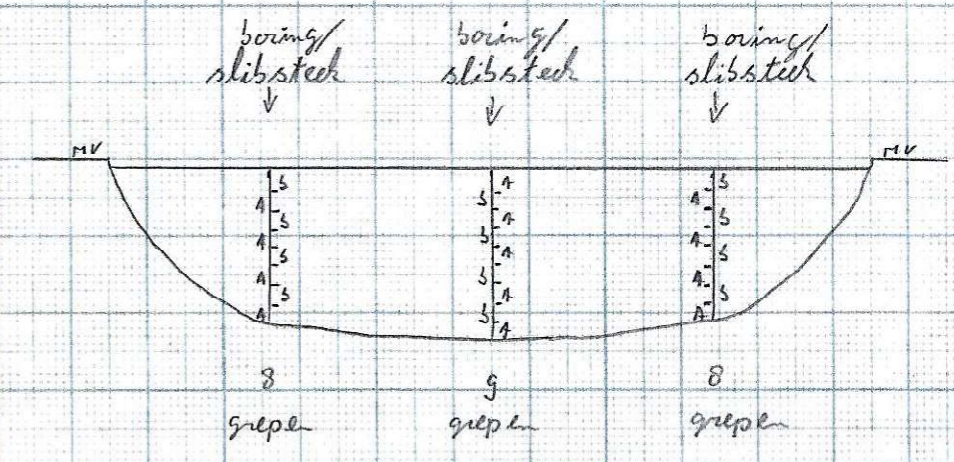 boring/ boring/ boring/
slibsteek slibsteek slibsteek
MV MV
b A b
A b A
b A b
A b A
b A b
A b A
b A b
A b A
A
8 9 8
grepen grepen grepen